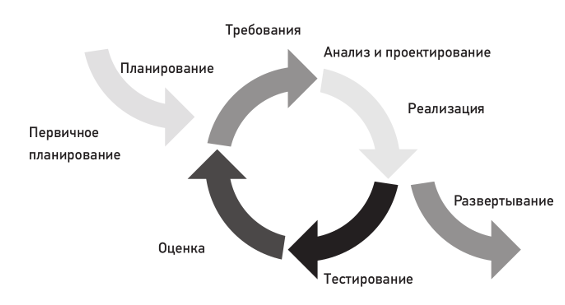 Требования
Анализ и проектирование
Планирование
Реализация
Первичное
планирование
Развертывание
Оценка
Тестирование